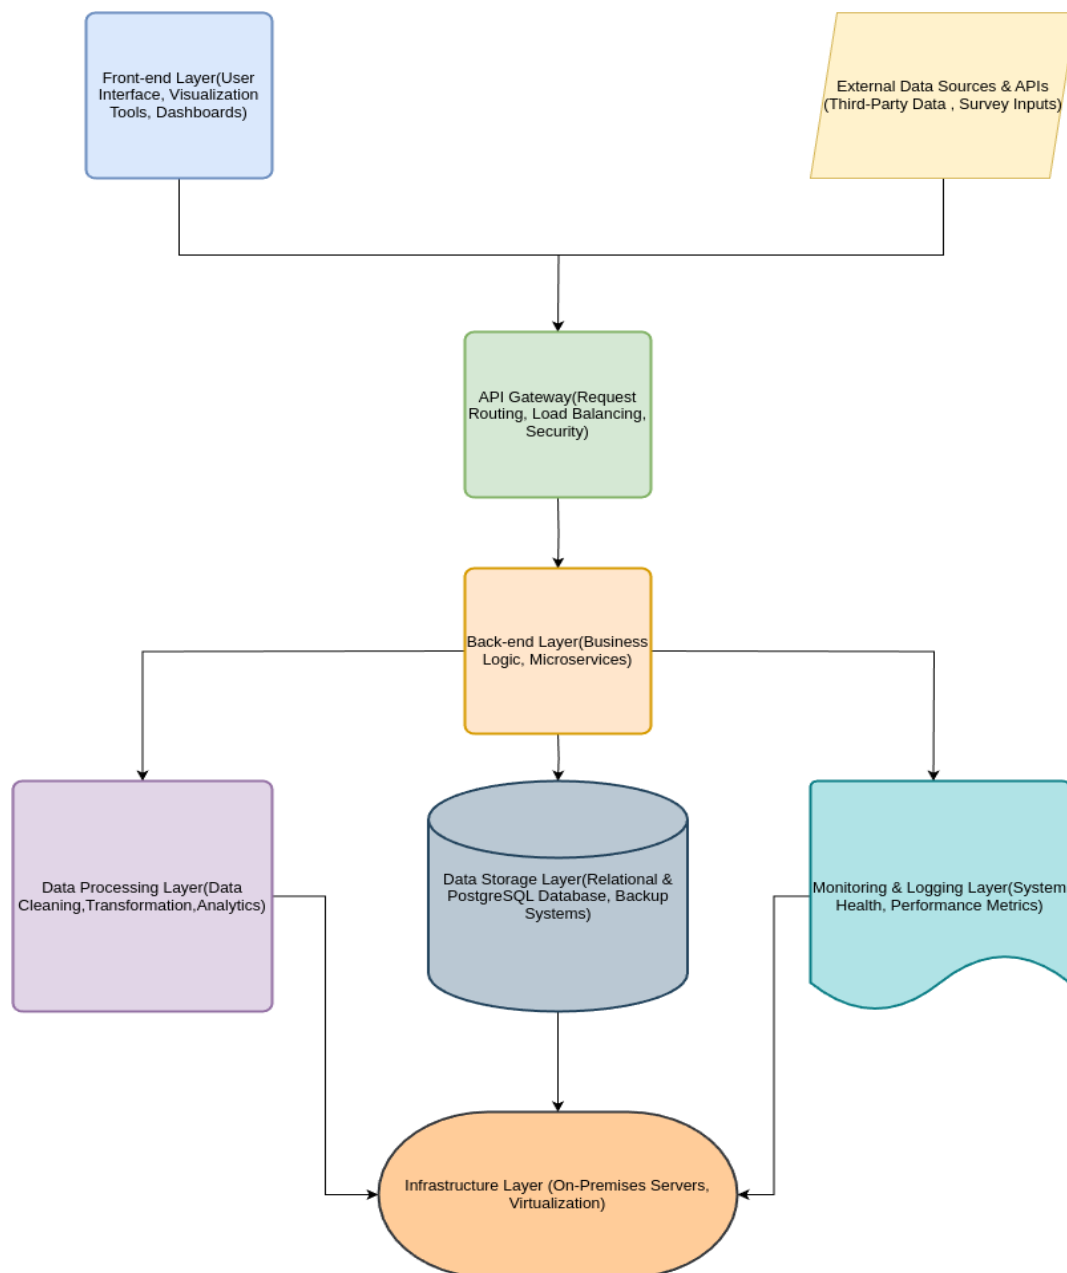 Front-end Layer(User
Interface, Visualization
Tools, Dashboards)
External Data Sources & APIs
(Third-Party Data , Survey Inputs)
API Gateway(Request
Routing, Load Balancing,
Security)
Back-end Layer(Business
Logic, Microservices)
Data Processing Layer(Data
Cleaning,Transformation,Analytics)
Data Storage Layer(Relational &
PostgreSQL Database, Backup
Systems)
Monitoring & Logging Layer(System
Health, Performance Metrics)
Infrastructure Layer (On-Premises Servers,
Virtualization)